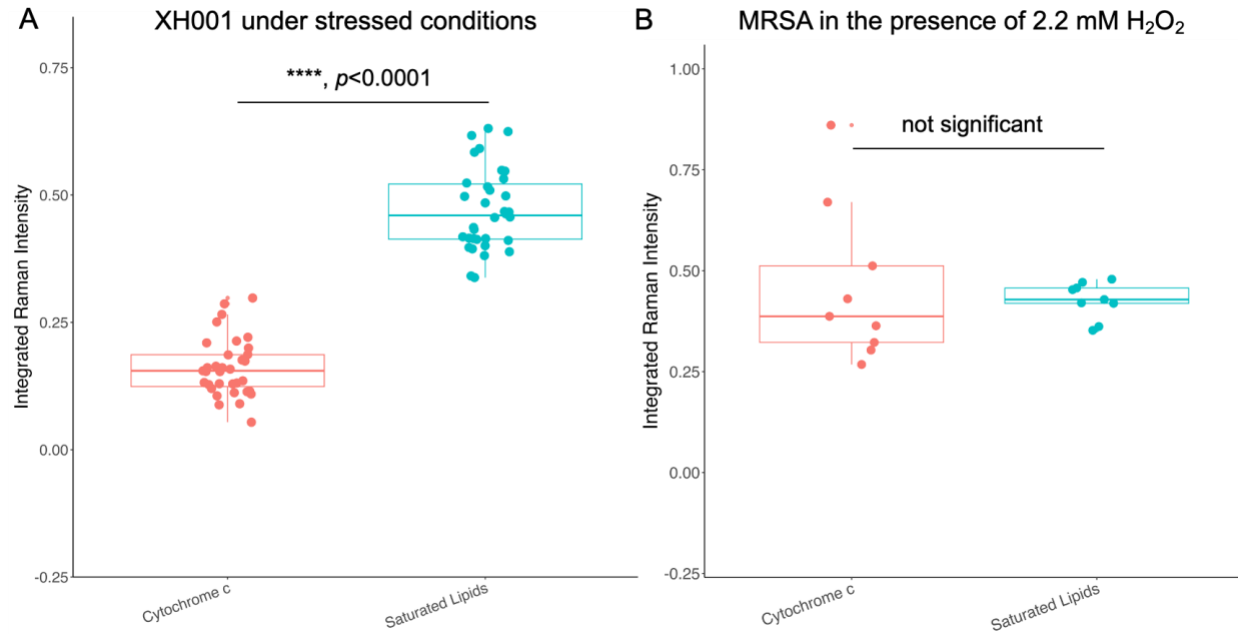 A
XH001 under stressed conditions
****, p<0.0001
0.75
0.50
0.25
0.00
-0.25
Integrated Raman Intensity
Cytochrome c
Saturated Lipids
B
MRSA in the presence of 2.2 mM H₂O₂
not significant
1.00
0.75
0.50
0.25
0.00
-0.25
Integrated Raman Intensity
Cytochrome c
Saturated Lipids